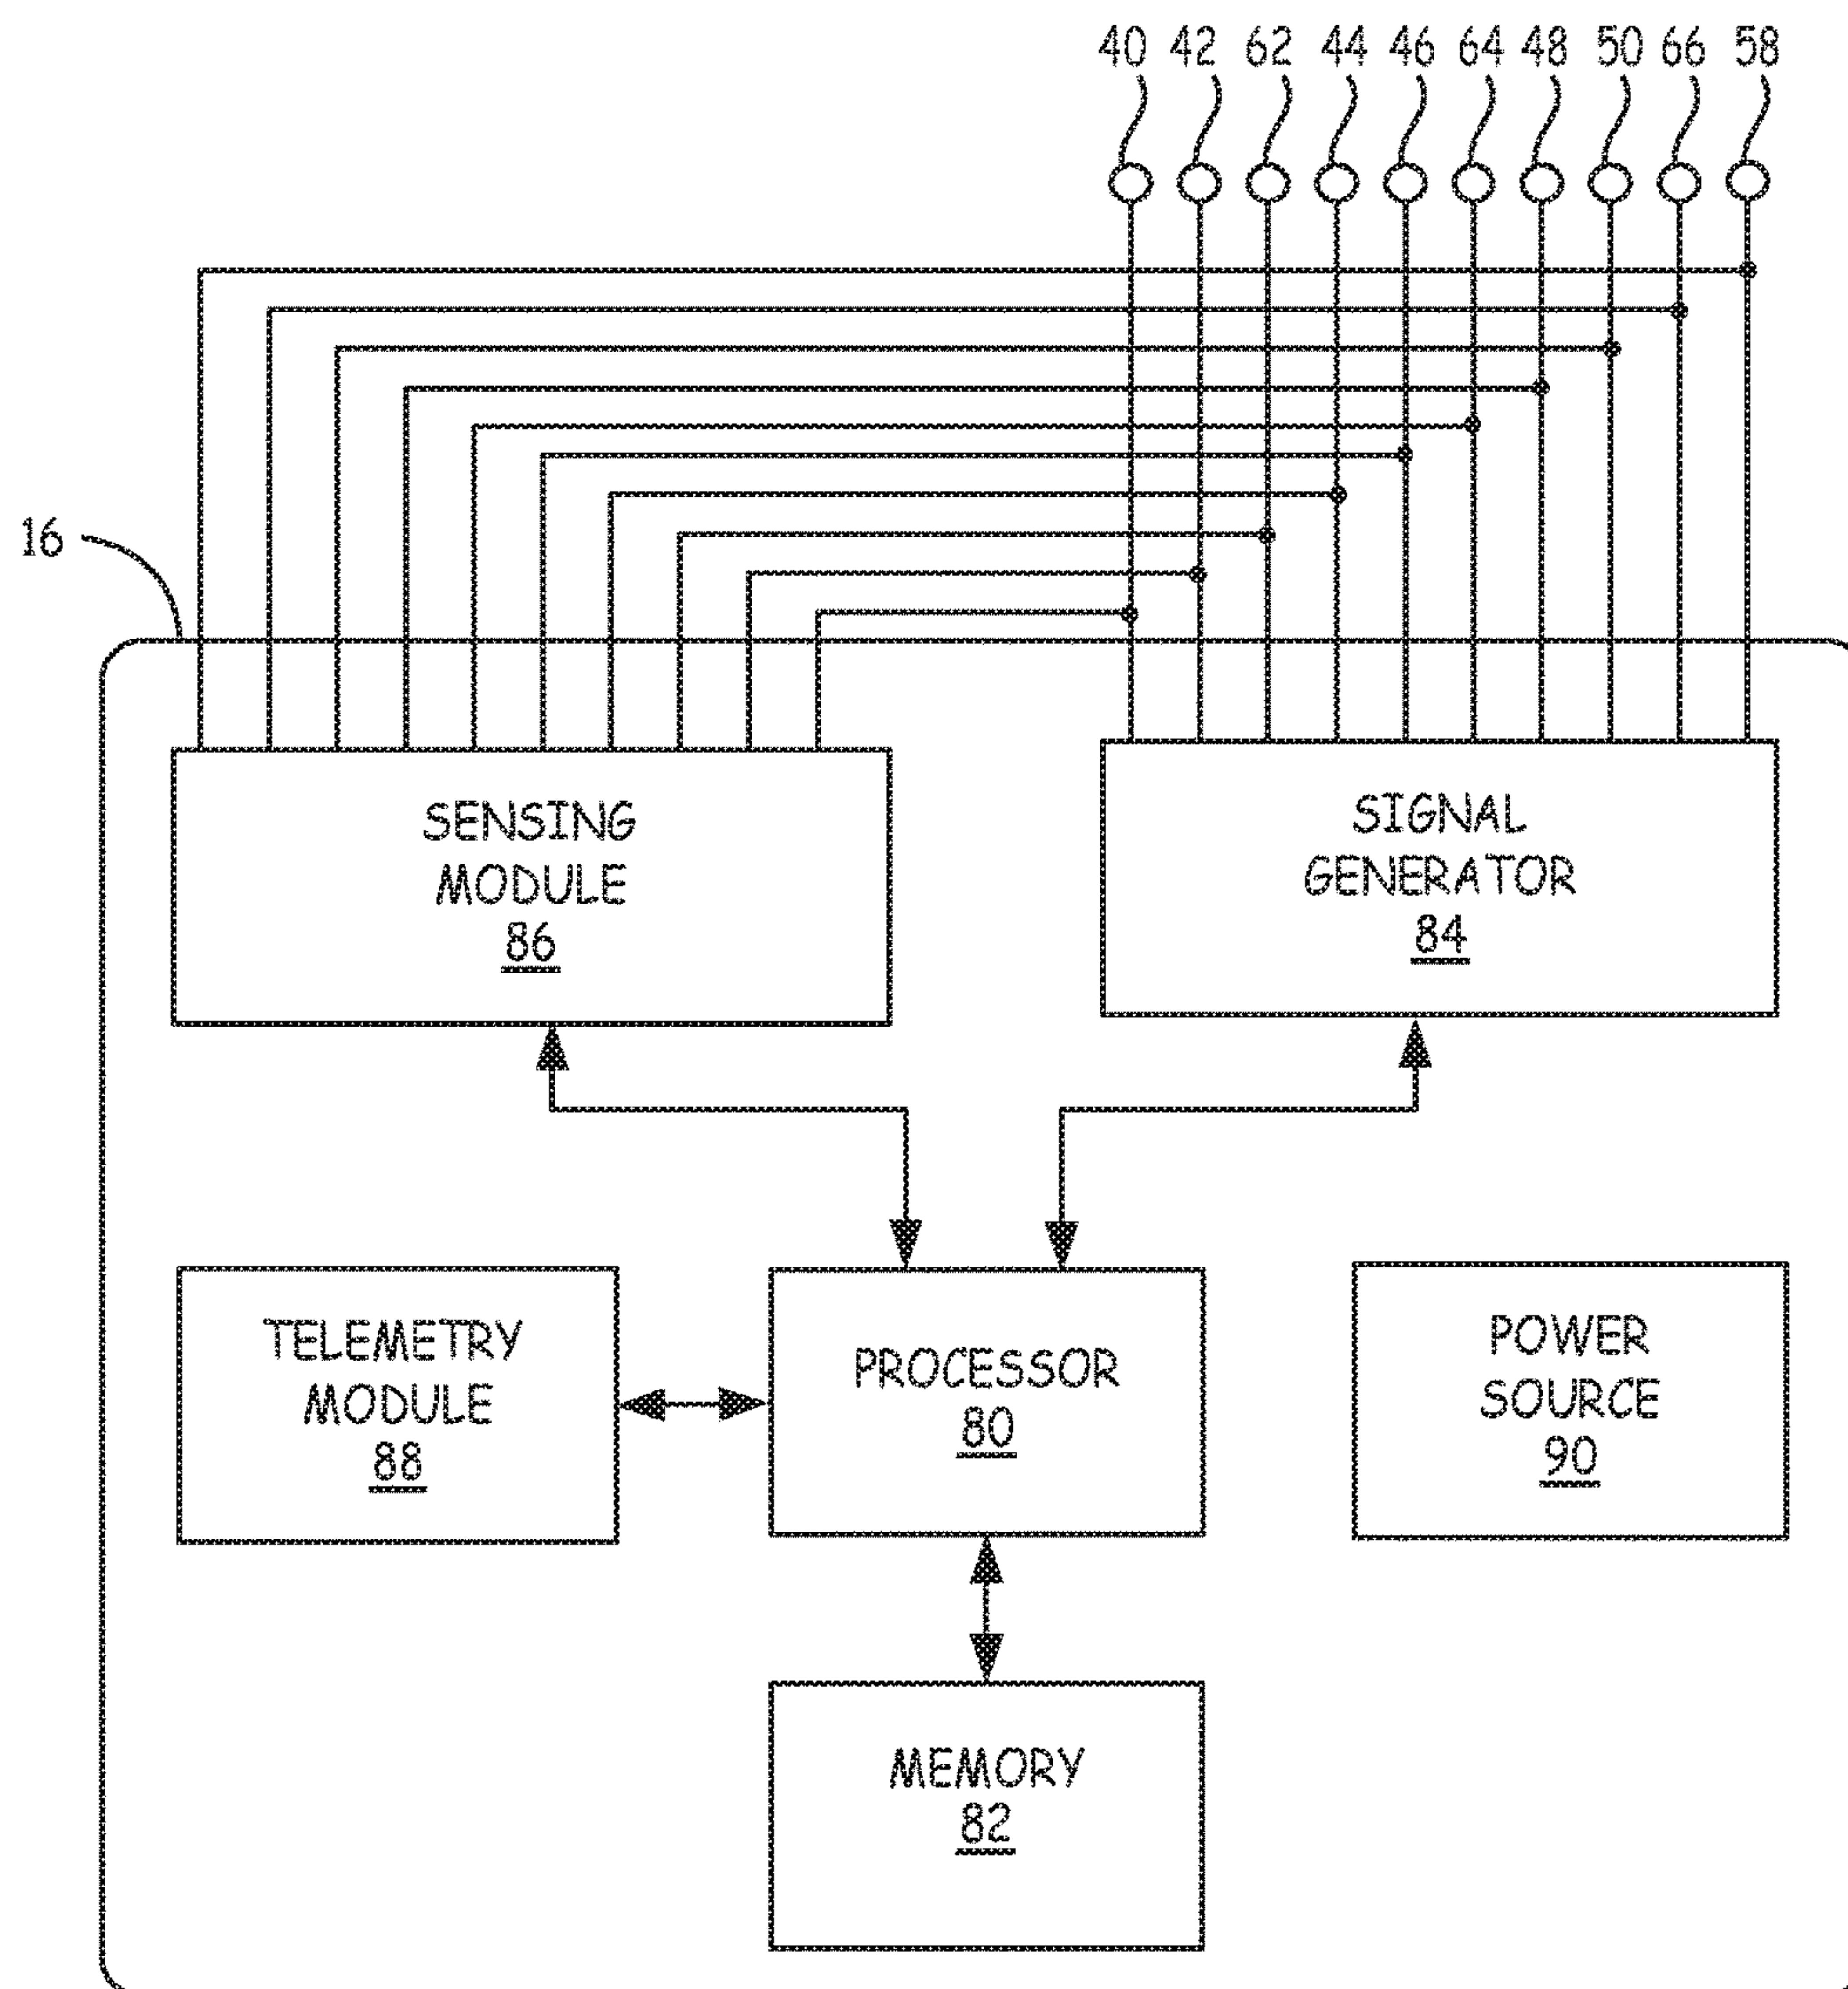 40 42 62 44 46 64 48 50 66 58
16
SENSING
MODULE
86
SIGNAL
GENERATOR
84
TELEMETRY
MODULE
88
PROCESSOR
80
POWER
SOURCE
90
MEMORY
82